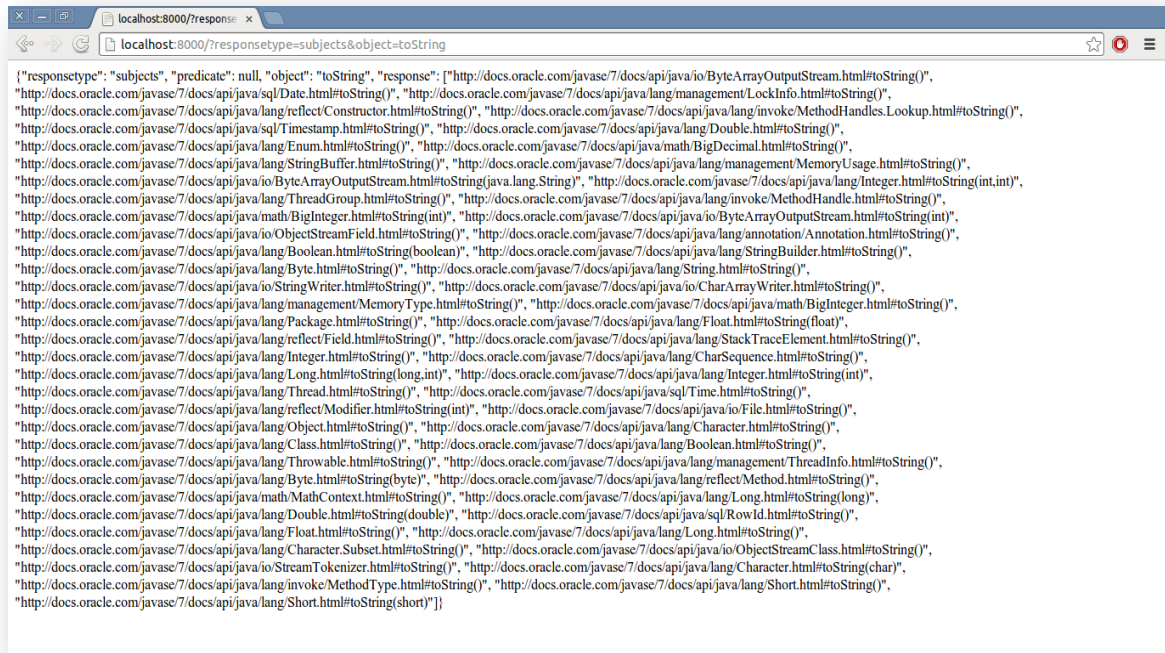 localhost:8000/?response
localhost:8000/?responsetype=subjects&object=toString
{"responsetype": "subjects", "predicate": null, "object": "toString", "response": ["http://docs.oracle.com/javase/7/docs/api/java/io/ByteArrayOutputStream.html#toString()",
"http://docs.oracle.com/javase/7/docs/api/java/sql/Date.html#toString()", "http://docs.oracle.com/javase/7/docs/api/java/lang/management/LockInfo.html#toString()",
"http://docs.oracle.com/javase/7/docs/api/java/lang/reflect/Constructor.html#toString()", "http://docs.oracle.com/javase/7/docs/api/java/lang/invoke/MethodHandles.Lookup.html#toString()",
"http://docs.oracle.com/javase/7/docs/api/java/sql/Timestamp.html#toString()", "http://docs.oracle.com/javase/7/docs/api/java/lang/Double.html#toString()",
"http://docs.oracle.com/javase/7/docs/api/java/lang/Enum.html#toString()", "http://docs.oracle.com/javase/7/docs/api/java/math/BigDecimal.html#toString()",
"http://docs.oracle.com/javase/7/docs/api/java/lang/StringBuffer.html#toString()", "http://docs.oracle.com/javase/7/docs/api/java/lang/management/MemoryUsage.html#toString()",
"http://docs.oracle.com/javase/7/docs/api/java/io/ByteArrayOutputStream.html#toString(java.lang.String)", "http://docs.oracle.com/javase/7/docs/api/java/lang/Integer.html#toString(int,int)",
"http://docs.oracle.com/javase/7/docs/api/java/lang/ThreadGroup.html#toString()", "http://docs.oracle.com/javase/7/docs/api/java/lang/invoke/MethodHandle.html#toString()",
"http://docs.oracle.com/javase/7/docs/api/java/math/BigInteger.html#toString(int)", "http://docs.oracle.com/javase/7/docs/api/java/io/ByteArrayOutputStream.html#toString(int)",
"http://docs.oracle.com/javase/7/docs/api/java/io/ObjectStreamField.html#toString()", "http://docs.oracle.com/javase/7/docs/api/java/lang/annotation/Annotation.html#toString()",
"http://docs.oracle.com/javase/7/docs/api/java/lang/Boolean.html#toString(boolean)", "http://docs.oracle.com/javase/7/docs/api/java/lang/StringBuilder.html#toString()",
"http://docs.oracle.com/javase/7/docs/api/java/lang/Byte.html#toString()", "http://docs.oracle.com/javase/7/docs/api/java/lang/String.html#toString()",
"http://docs.oracle.com/javase/7/docs/api/java/io/StringWriter.html#toString()", "http://docs.oracle.com/javase/7/docs/api/java/io/CharArrayWriter.html#toString()",
"http://docs.oracle.com/javase/7/docs/api/java/lang/management/MemoryType.html#toString()", "http://docs.oracle.com/javase/7/docs/api/java/math/BigInteger.html#toString()",
"http://docs.oracle.com/javase/7/docs/api/java/lang/Package.html#toString()", "http://docs.oracle.com/javase/7/docs/api/java/lang/Float.html#toString(float)",
"http://docs.oracle.com/javase/7/docs/api/java/lang/reflect/Field.html#toString()", "http://docs.oracle.com/javase/7/docs/api/java/lang/StackTraceElement.html#toString()",
"http://docs.oracle.com/javase/7/docs/api/java/lang/Integer.html#toString()", "http://docs.oracle.com/javase/7/docs/api/java/lang/CharSequence.html#toString()",
"http://docs.oracle.com/javase/7/docs/api/java/lang/Long.html#toString(long,int)", "http://docs.oracle.com/javase/7/docs/api/java/lang/Integer.html#toString(int)",
"http://docs.oracle.com/javase/7/docs/api/java/lang/Thread.html#toString()", "http://docs.oracle.com/javase/7/docs/api/java/sql/Time.html#toString()",
"http://docs.oracle.com/javase/7/docs/api/java/lang/reflect/Modifier.html#toString(int)", "http://docs.oracle.com/javase/7/docs/api/java/io/File.html#toString()",
"http://docs.oracle.com/javase/7/docs/api/java/lang/Object.html#toString()", "http://docs.oracle.com/javase/7/docs/api/java/lang/Character.html#toString()",
"http://docs.oracle.com/javase/7/docs/api/java/lang/Class.html#toString()", "http://docs.oracle.com/javase/7/docs/api/java/lang/Boolean.html#toString()",
"http://docs.oracle.com/javase/7/docs/api/java/lang/Throwable.html#toString()", "http://docs.oracle.com/javase/7/docs/api/java/lang/management/ThreadInfo.html#toString()",
"http://docs.oracle.com/javase/7/docs/api/java/lang/Byte.html#toString(byte)", "http://docs.oracle.com/javase/7/docs/api/java/lang/reflect/Method.html#toString()",
"http://docs.oracle.com/javase/7/docs/api/java/math/MathContext.html#toString()", "http://docs.oracle.com/javase/7/docs/api/java/lang/Long.html#toString(long)",
"http://docs.oracle.com/javase/7/docs/api/java/lang/Double.html#toString(double)", "http://docs.oracle.com/javase/7/docs/api/java/sql/RowId.html#toString()",
"http://docs.oracle.com/javase/7/docs/api/java/lang/Float.html#toString()", "http://docs.oracle.com/javase/7/docs/api/java/lang/Long.html#toString()",
"http://docs.oracle.com/javase/7/docs/api/java/lang/Character.Subset.html#toString()", "http://docs.oracle.com/javase/7/docs/api/java/io/ObjectStreamClass.html#toString()",
"http://docs.oracle.com/javase/7/docs/api/java/io/StreamTokenizer.html#toString()", "http://docs.oracle.com/javase/7/docs/api/java/lang/Character.html#toString(char)",
"http://docs.oracle.com/javase/7/docs/api/java/lang/invoke/MethodType.html#toString()", "http://docs.oracle.com/javase/7/docs/api/java/lang/Short.html#toString()",
"http://docs.oracle.com/javase/7/docs/api/java/lang/Short.html#toString(short)"]}